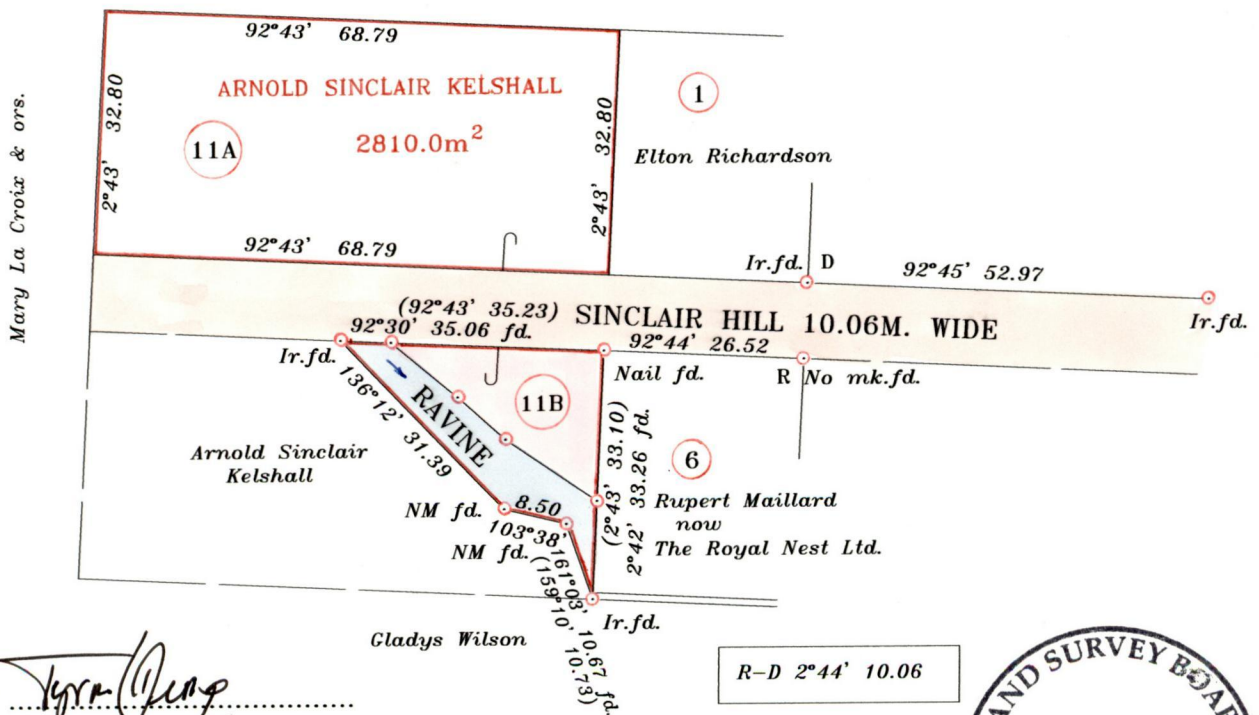 92°43' 68.79
ARNOLD SINCLAIR KELSHALL
2810.0m²
11A
2°43' 32.80
2°43' 32.80
92°43' 68.79
Mary La Croix & ors.
1
Elton Richardson
Ir.fd. D
92°45' 52.97
Ir.fd.
(92°43' 35.23)
SINCLAIR HILL 10.06M. WIDE
92°30' 35.06 fd.
92°44' 26.52
Ir.fd.
Nail fd.
R No mk.fd.
136°12' 31.39
RAVINE
11B
(2°43' 33.10)
2°42' 33.26 fd.
6
Arnold Sinclair
Kelshall
Rupert Maillard
now
The Royal Nest Ltd.
NM fd.
8.50
103°38'
NM fd.
161°03' 10.67 fd.
(159°10' 10.73)
Ir.fd.
Gladys Wilson
R-D 2°44' 10.06
AND SURVEY BOAR